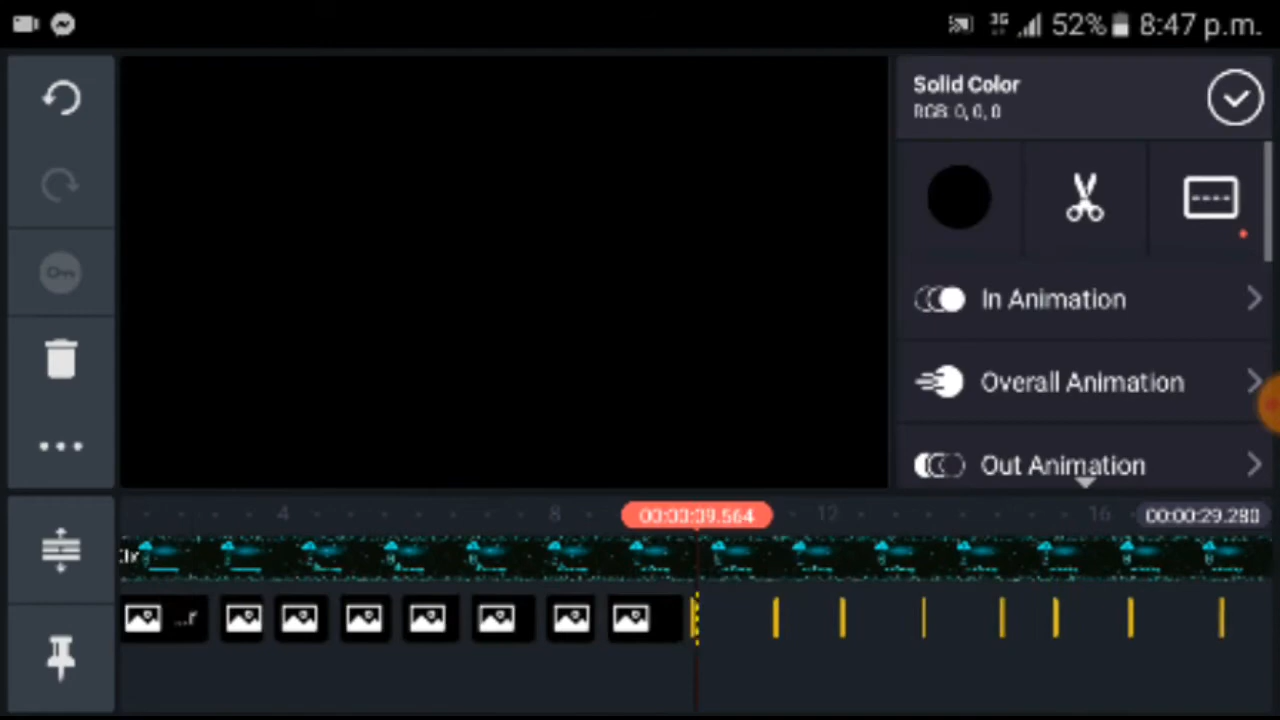 3G 52% 8:47 p.m.
Solid Color
RGB: 0, 0, 0
In Animation
Overall Animation
Out Animation
4 8 00:00:09.564 12 16 00:00:29.280
...r